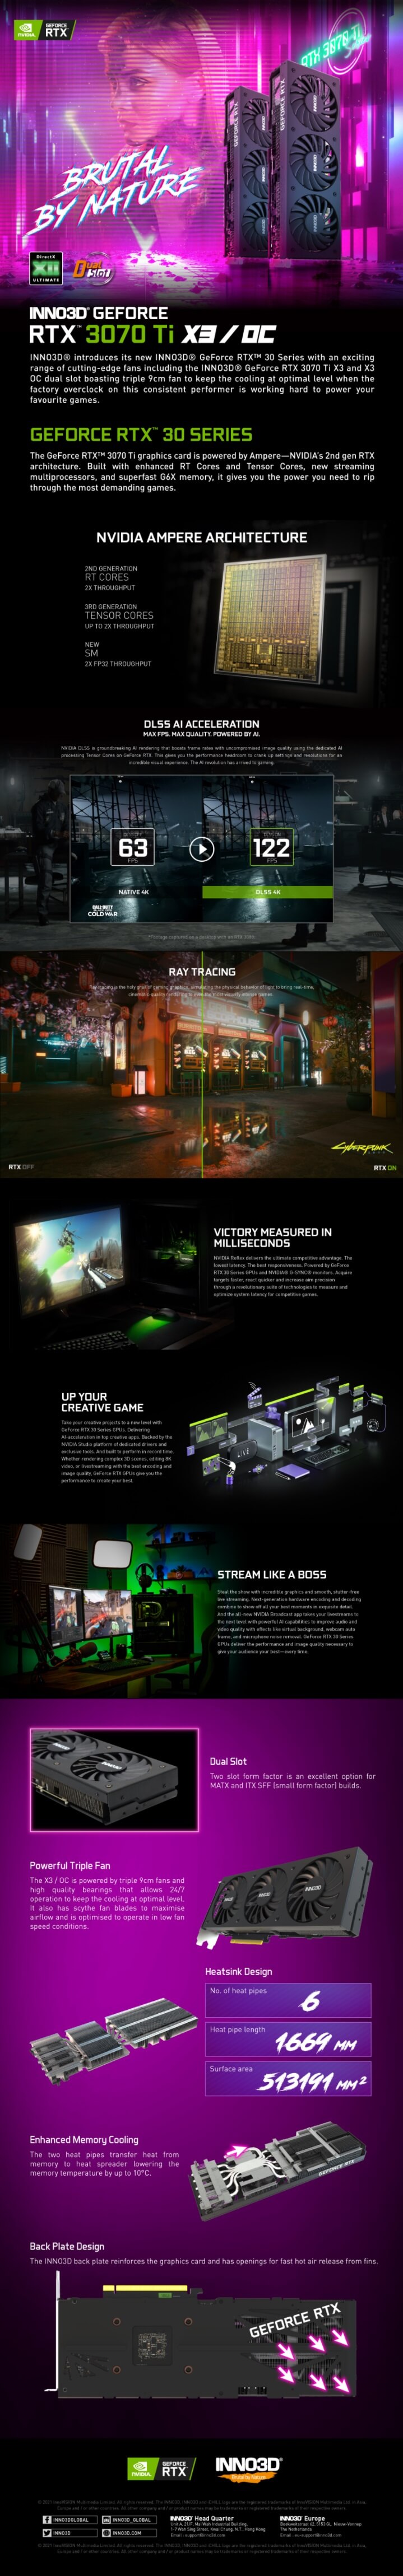 NVIDIA
GEFORCE
RTX
RTX 3070 Ti
GEFORCE RTX
GEFORCE RTX
BRUTAL
BY NATURE
DirectX
XII
ULTIMATE
Dual
Slot
INNO3D® GEFORCE
RTX™ 3070 Ti X3 / OC
INNO3D® introduces its new INNO3D® GeForce RTX™ 30 Series with an exciting
range of cutting-edge fans including the INNO3D® GeForce RTX 3070 Ti X3 and X3
OC dual slot boasting triple 9cm fan to keep the cooling at optimal level when the
factory overclock on this consistent performer is working hard to power your
favourite games.
GEFORCE RTX™ 30 SERIES
The GeForce RTX™ 3070 Ti graphics card is powered by Ampere—NVIDIA's 2nd gen RTX
architecture. Built with enhanced RT Cores and Tensor Cores, new streaming
multiprocessors, and superfast G6X memory, it gives you the power you need to rip
through the most demanding games.
NVIDIA AMPERE ARCHITECTURE
2ND GENERATION
RT CORES
2X THROUGHPUT
3RD GENERATION
TENSOR CORES
UP TO 2X THROUGHPUT
NEW
SM
2X FP32 THROUGHPUT
DLSS AI ACCELERATION
MAX FPS. MAX QUALITY. POWERED BY AI.
NVIDIA DLSS is groundbreaking AI rendering that boosts frame rates with uncompromised image quality using the dedicated AI
processing Tensor Cores on GeForce RTX. This gives you the performance headroom to crank up settings and resolutions for an
incredible visual experience. The AI revolution has arrived to gaming.
63
FPS
122
FPS
NATIVE 4K
DLSS 4K
CALL OF DUTY
COLD WAR
RAY TRACING
RTX OFF
Cyberpunk
RTX ON
VICTORY MEASURED IN
MILLISECONDS
NVIDIA Reflex delivers the ultimate competitive advantage. The
lowest latency. The best responsiveness. Powered by GeForce
RTX 30 Series GPUs and NVIDIA® G-SYNC® monitors. Acquire
targets faster, react quicker and increase aim precision
through a revolutionary suite of technologies to measure and
optimize system latency for competitive games.
UP YOUR
CREATIVE GAME
Take your creative projects to a new level with
GeForce RTX 30 Series GPUs. Delivering
AI-acceleration in top creative apps. Backed by the
NVIDIA Studio platform of dedicated drivers and
exclusive tools. And built to perform in record time.
Whether rendering complex 3D scenes, editing 8K
video, or livestreaming with the best encoding and
image quality, GeForce RTX GPUs give you the
performance to create your best.
LIVE
STREAM LIKE A BOSS
Steal the show with incredible graphics and smooth, stutter-free
live streaming. Next-generation hardware encoding and decoding
combine to show off all your best moments in exquisite detail.
And the all-new NVIDIA Broadcast app takes your livestreams to
the next level with powerful AI capabilities to improve audio and
video quality with effects like virtual background, webcam auto
frame, and microphone noise removal. GeForce RTX 30 Series
GPUs deliver the performance and image quality necessary to
give your audience your best—every time.
Dual Slot
Two slot form factor is an excellent option for
MATX and ITX SFF (small form factor) builds.
Powerful Triple Fan
The X3 / OC is powered by triple 9cm fans and
high quality bearings that allows 24/7
operation to keep the cooling at optimal level.
It also has scythe fan blades to maximise
airflow and is optimised to operate in low fan
speed conditions.
INNO3D
INNO3D
INNO3D
Heatsink Design
No. of heat pipes
6
Heat pipe length
1669 MM
Surface area
513191 MM²
Enhanced Memory Cooling
The two heat pipes transfer heat from
memory to heat spreader lowering the
memory temperature by up to 10°C.
GEFORCE RTX
Back Plate Design
The INNO3D back plate reinforces the graphics card and has openings for fast hot air release from fins.
GEFORCE RTX
NVIDIA
GEFORCE
RTX
INNO3D®
Brutal by Nature
INNO3DGLOBAL
INNO3D_GLOBAL
INNO3D
INNO3D.COM
INNO3D® Head Quarter
INNO3D® Europe
The Netherlands